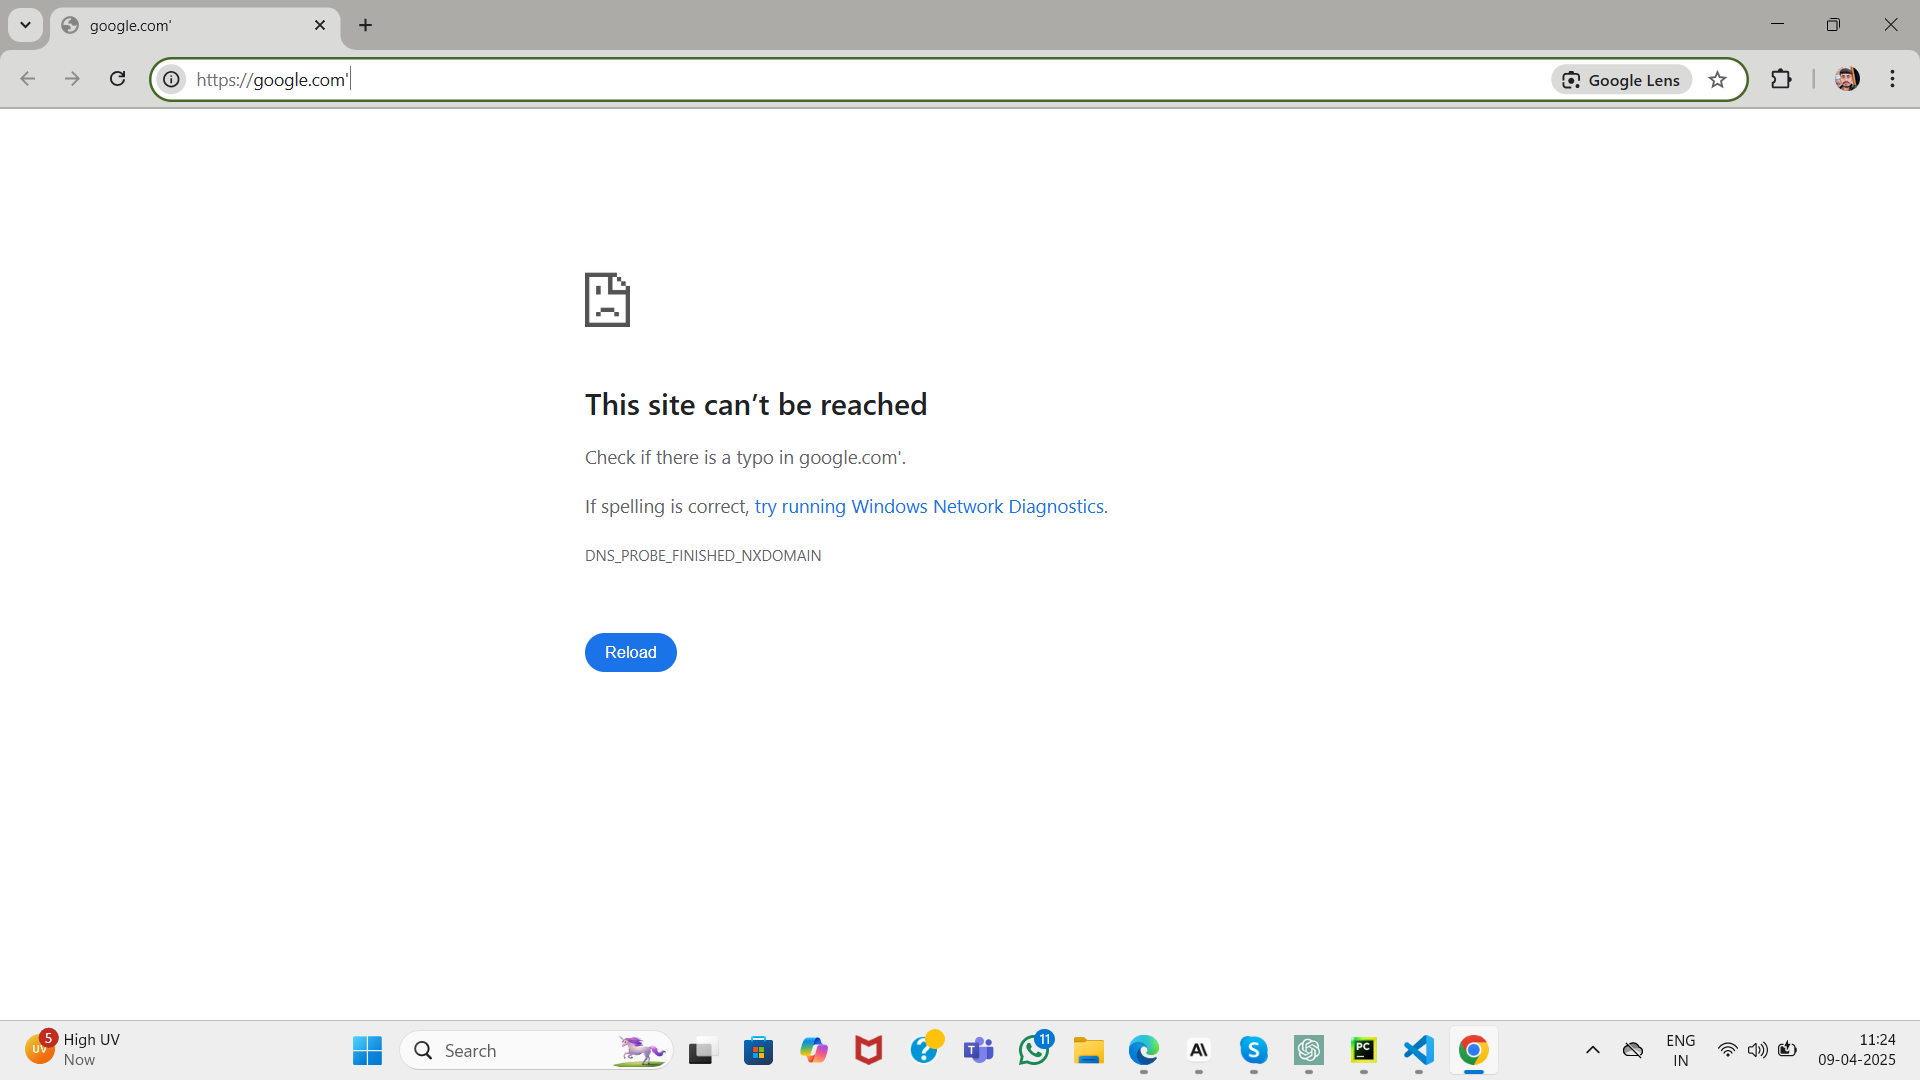 google.com'
https://google.com'
Google Lens
This site can’t be reached
Check if there is a typo in google.com'.
If spelling is correct, try running Windows Network Diagnostics.
DNS_PROBE_FINISHED_NXDOMAIN
Reload
UV
5
High UV
Now
Search
11
A\
S
PC
ENG
IN
11:24
09-04-2025